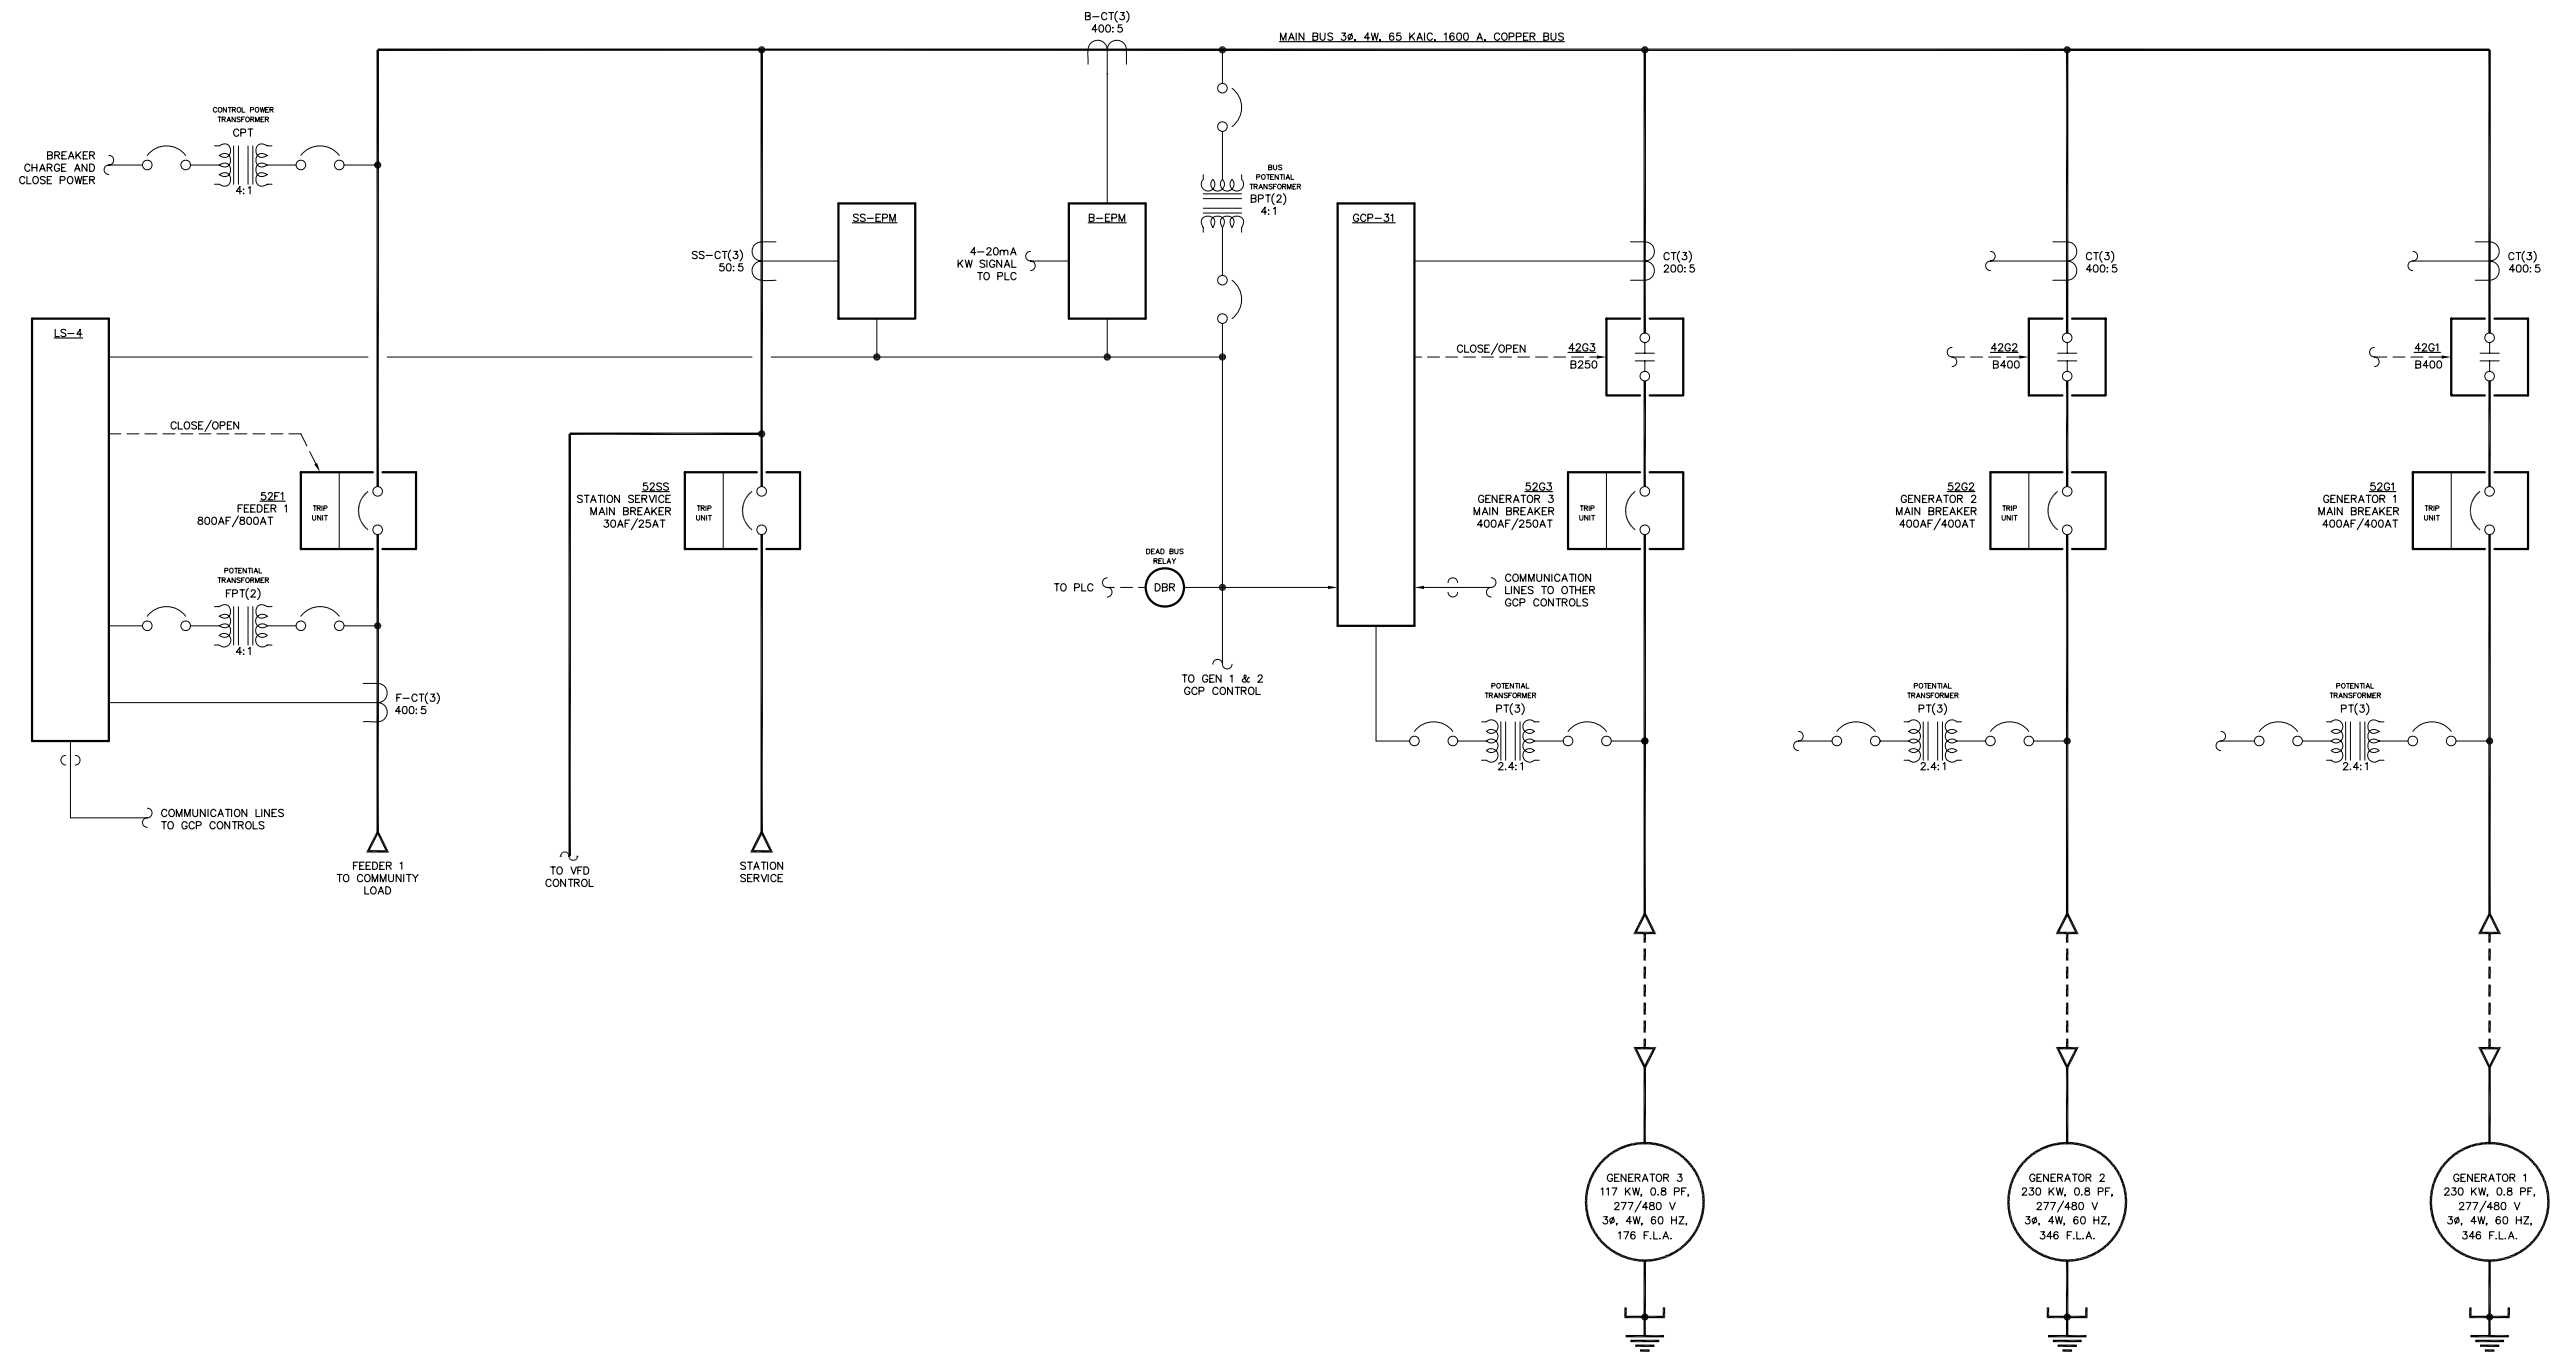 B-CT(3)
400:5
MAIN BUS 3ø, 4W, 65 KAIC, 1600 A, COPPER BUS
CONTROL POWER
TRANSFORMER
CPT
4:1
BREAKER
CHARGE AND
CLOSE POWER
BUS
POTENTIAL
TRANSFORMER
BPT(2)
4:1
SS-EPM
B-EPM
GCP-31
SS-CT(3)
50:5
4-20mA
KW SIGNAL
TO PLC
CT(3)
200:5
CT(3)
400:5
CT(3)
400:5
LS-4
CLOSE/OPEN
42G3
B250
42G2
B400
42G1
B400
CLOSE/OPEN
52F1
FEEDER 1
800AF/800AT
TRIP
UNIT
52SS
STATION SERVICE
MAIN BREAKER
30AF/25AT
TRIP
UNIT
52G3
GENERATOR 3
MAIN BREAKER
400AF/250AT
TRIP
UNIT
52G2
GENERATOR 2
MAIN BREAKER
400AF/400AT
TRIP
UNIT
52G1
GENERATOR 1
MAIN BREAKER
400AF/400AT
TRIP
UNIT
POTENTIAL
TRANSFORMER
FPT(2)
4:1
DEAD BUS
RELAY
TO PLC
DBR
COMMUNICATION
LINES TO OTHER
GCP CONTROLS
F-CT(3)
400:5
TO GEN 1 & 2
GCP CONTROL
POTENTIAL
TRANSFORMER
PT(3)
2.4:1
POTENTIAL
TRANSFORMER
PT(3)
2.4:1
POTENTIAL
TRANSFORMER
PT(3)
2.4:1
COMMUNICATION LINES
TO GCP CONTROLS
FEEDER 1
TO COMMUNITY
LOAD
TO VFD
CONTROL
STATION
SERVICE
GENERATOR 3
117 KW, 0.8 PF,
277/480 V
3ø, 4W, 60 HZ,
176 F.L.A.
GENERATOR 2
230 KW, 0.8 PF,
277/480 V
3ø, 4W, 60 HZ,
346 F.L.A.
GENERATOR 1
230 KW, 0.8 PF,
277/480 V
3ø, 4W, 60 HZ,
346 F.L.A.